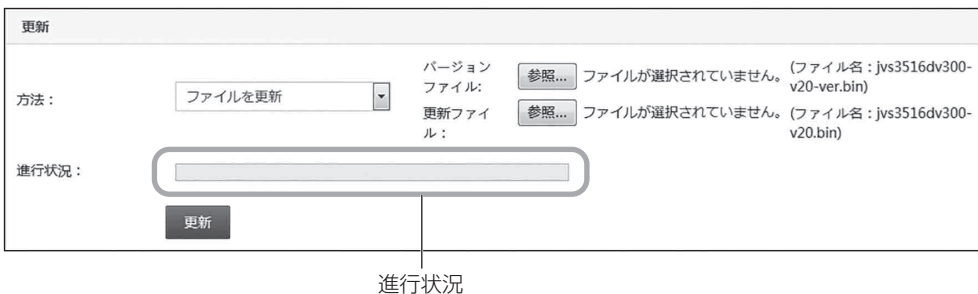 更新
方法：
ファイルを更新
バージョン
ファイル:
参照...
ファイルが選択されていません。
(ファイル名：jvs3516dv300-
v20-ver.bin)
更新ファイ
ル：
参照...
ファイルが選択されていません。
(ファイル名：jvs3516dv300-
v20.bin)
進行状況：
更新
進行状況